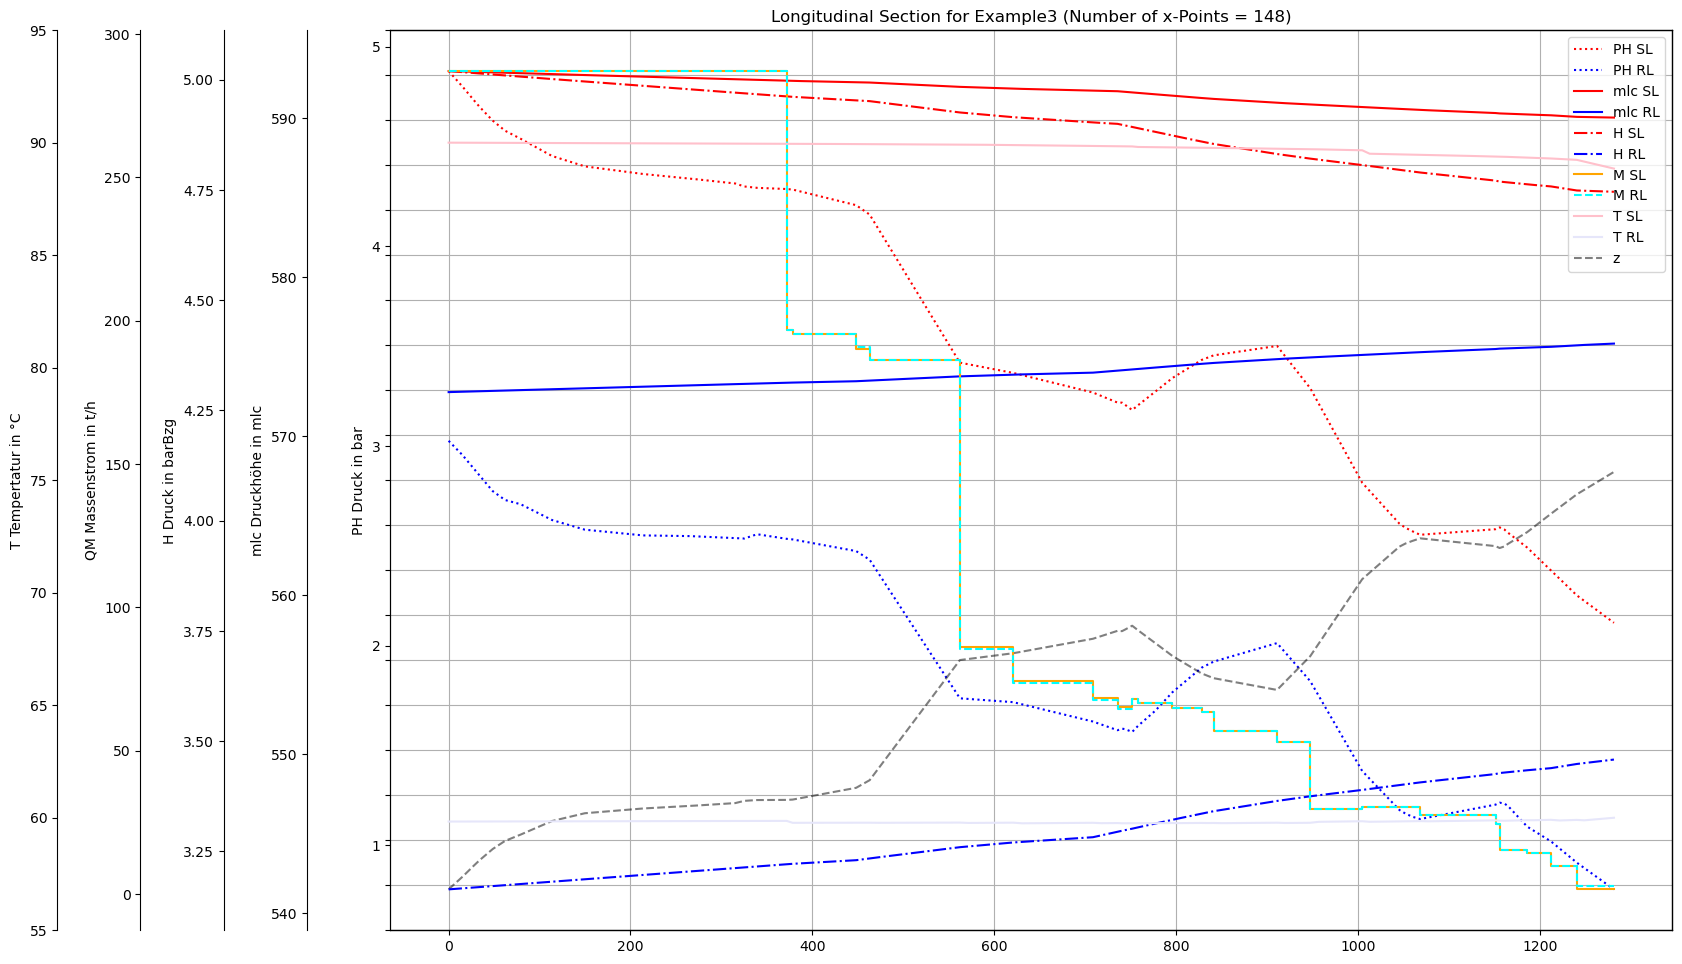 Longitudinal Section for Example3 (Number of x-Points = 148)
T Tempertatur in °C
95
90
85
80
75
70
65
60
55
QM Massenstrom in t/h
300
250
200
150
100
50
0
H Druck in barBzg
5.00
4.75
4.50
4.25
4.00
3.75
3.50
3.25
mlc Druckhöhe in mlc
590
580
570
560
550
540
PH Druck in bar
5
4
3
2
1
0
200
400
600
800
1000
1200
PH SL
PH RL
mlc SL
mlc RL
H SL
H RL
M SL
M RL
T SL
T RL
z